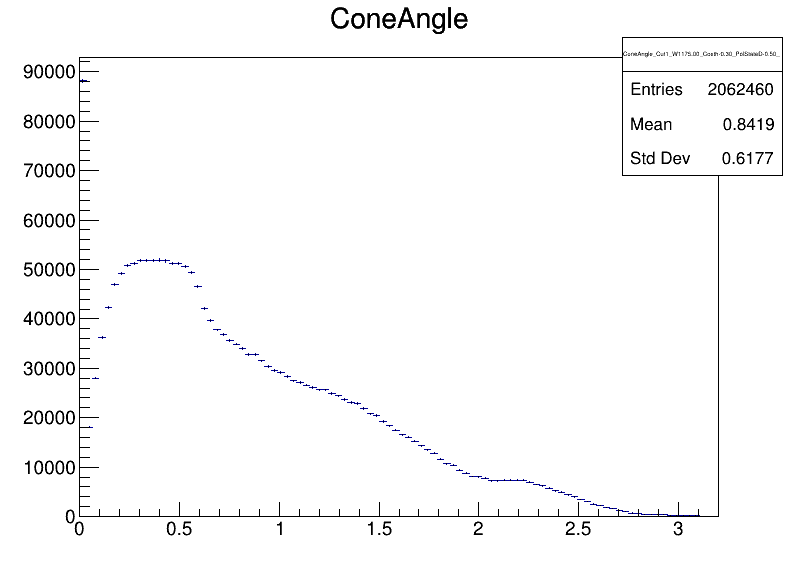 ConeAngle
ConeAngle_Cut1_W1175.00_Costh-0.30_PolStateD-0.50_
Entries 2062460
Mean 0.8419
Std Dev 0.6177
90000
80000
70000
60000
50000
40000
30000
20000
10000
0
0 0.5 1 1.5 2 2.5 3